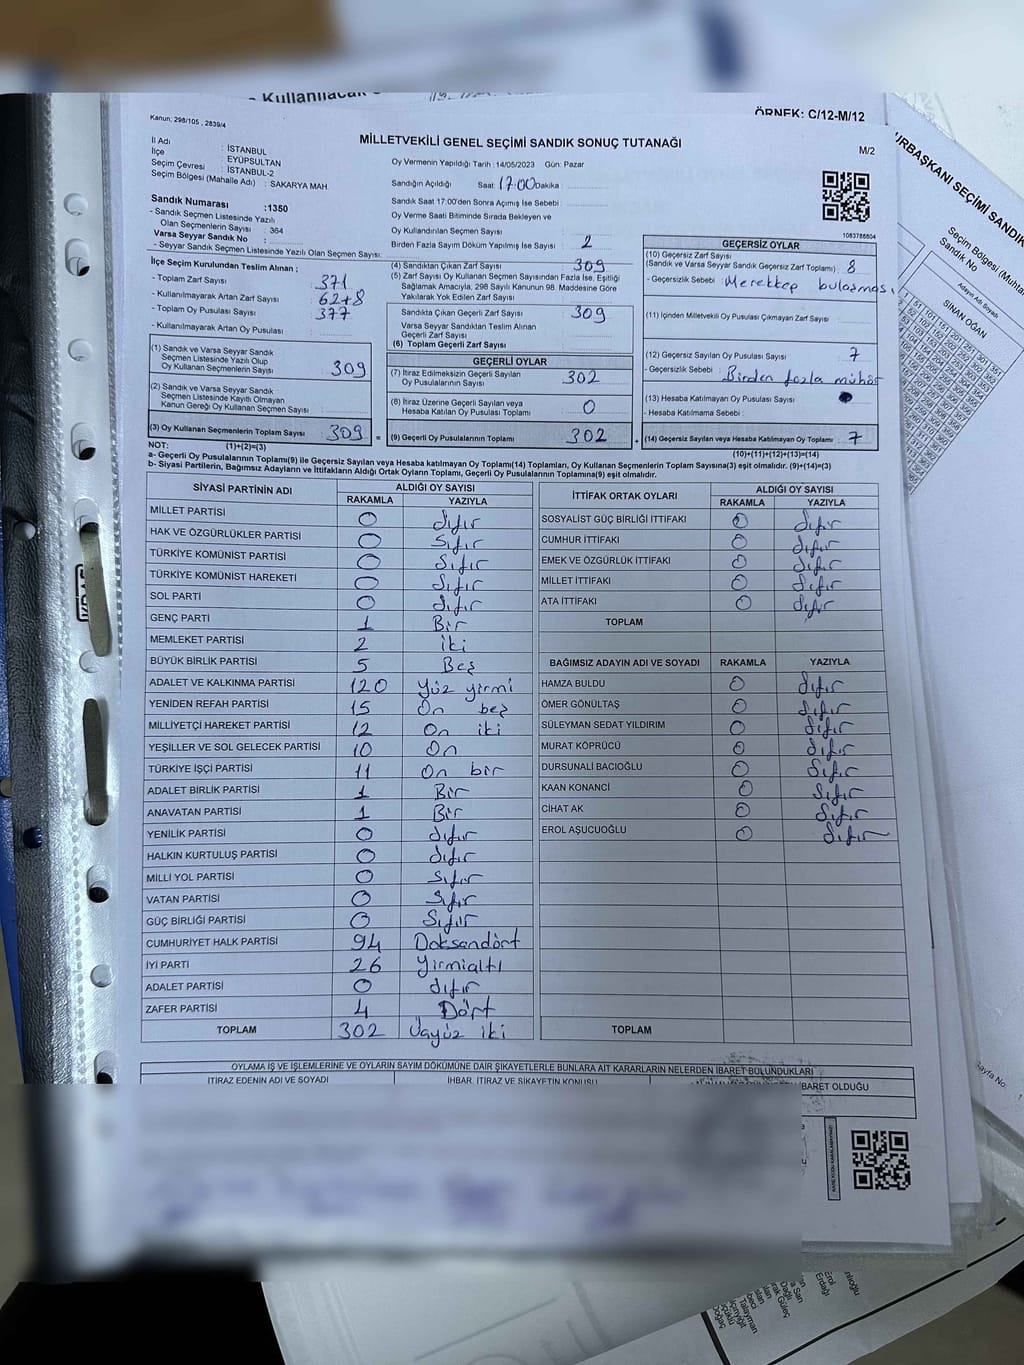 Kullanılacak
ÖRNEK: C/12-M/12
Kanun: 298/105 , 2839/4
MİLLETVEKİLİ GENEL SEÇİMİ SANDIK SONUÇ TUTANAĞI
M/2
İl Adı : İSTANBUL
İlçe : EYÜPSULTAN
Seçim Çevresi : İSTANBUL-2
Seçim Bölgesi (Mahalle Adı) : SAKARYA MAH.
Sandık Numarası :1350
- Sandık Seçmen Listesinde Yazılı
Olan Seçmenlerin Sayısı : 364
Varsa Seyyar Sandık No :
- Seyyar Sandık Listesinde Yazılı Olan Seçmen Sayısı:
Oy Vermenin Yapıldığı Tarih :14/05/2023 Gün: Pazar
Sandığın Açıldığı Saat 17:00 Dakika :
Sandık Saat 17:00'den Sonra Açımış İse Sebebi :
Oy Verme Saati Bitiminde Sırada Bekleyen ve
Oy Kullandırılan Seçmen Sayısı :
Birden Fazla Sayım Döküm Yapılmış İse Sayısı : 2
1083786804
İlçe Seçim Kurulundan Teslim Alınan ;
- Toplam Zarf Sayısı : 371
- Kullanılmayarak Artan Zarf Sayısı : 62+8
- Toplam Oy Pusulası Sayısı : 377
- Kullanılmayarak Artan Oy Pusulası :
(1) Sandık ve Varsa Seyyar Sandık
Seçmen Listesinde Yazılı Olup
Oy Kullanan Seçmenlerin Sayısı : 309
(2) Sandık ve Varsa Seyyar Sandık
Seçmen Listesinde Kayıtlı Olmayan
Kanun Gereği Oy Kullanan Seçmen Sayısı :
(3) Oy Kullanan Seçmenlerin Toplam Sayısı : 309
(4) Sandıktan Çıkan Zarf Sayısı : 309
(5) Zarf Sayısı Oy Kullanan Seçmen Sayısından Fazla İse, Eşitliği
Sağlamak Amacıyla, 298 Sayılı Kanunun 98. Maddesine Göre
Yakılarak Yok Edilen Zarf Sayısı :
Sandıkta Çıkan Geçerli Zarf Sayısı : 309
Varsa Seyyar Sandıktan Teslim Alınan
Geçerli Zarf Sayısı
(6) Toplam Geçerli Zarf Sayısı :
GEÇERLİ OYLAR
(7) İtiraz Edilmeksizin Geçerli Sayılan
Oy Pusulalarının Sayısı : 302
(8) İtiraz Üzerine Geçerli Sayılan veya
Hesaba Katılan Oy Pusulası Toplamı : 0
= (9) Geçerli Oy Pusulalarının Toplamı : 302
GEÇERSİZ OYLAR
(10) Geçersiz Zarf Sayısı
(Sandık ve Varsa Seyyar Sandık Geçersiz Zarf Toplamı) : 8
- Geçersizlik Sebebi : Mürekkep bulaşması
(11) İçinden Milletvekili Oy Pusulası Çıkmayan Zarf Sayısı :
(12) Geçersiz Sayılan Oy Pusulası Sayısı : 7
- Geçersizlik Sebebi : Birden fazla mühür
(13) Hesaba Katılmayan Oy Pusulası Sayısı :
- Hesaba Katılmama Sebebi :
+ (14) Geçersiz Sayılan veya Hesaba Katılmayan Oy Toplamı : 7
NOT: (1)+(2)=(3)
(10)+(11)+(12)+(13)=(14)
a- Geçerli Oy Pusulalarının Toplamı(9) ile Geçersiz Sayılan veya Hesaba katılmayan Oy Toplamı(14) Toplamları, Oy Kullanan Seçmenlerin Toplam Sayısına(3) eşit olmalıdır. (9)+(14)=(3)
b- Siyasi Partilerin, Bağımsız Adayların ve İttifakların Aldığı Ortak Oyların Toplamı, Geçerli Oy Pusulalarının Toplamına(9) eşit olmalıdır.
SİYASİ PARTİNİN ADI ALDIĞI OY SAYISI
RAKAMLA YAZIYLA
MİLLET PARTİSİ 0 Sıfır
HAK VE ÖZGÜRLÜKLER PARTİSİ 0 Sıfır
TÜRKİYE KOMÜNİST PARTİSİ 0 Sıfır
TÜRKİYE KOMÜNİST HAREKETİ 0 Sıfır
SOL PARTİ 0 Sıfır
GENÇ PARTİ 1 Bir
MEMLEKET PARTİSİ 2 iki
BÜYÜK BİRLİK PARTİSİ 5 Beş
ADALET VE KALKINMA PARTİSİ 120 Yüz yirmi
YENİDEN REFAH PARTİSİ 15 On beş
MİLLİYETÇİ HAREKET PARTİSİ 12 On iki
YEŞİLLER VE SOL GELECEK PARTİSİ 10 On
TÜRKİYE İŞÇİ PARTİSİ 11 On bir
ADALET BİRLİK PARTİSİ 1 Bir
ANAVATAN PARTİSİ 1 Bir
YENİLİK PARTİSİ 0 Sıfır
HALKIN KURTULUŞ PARTİSİ 0 Sıfır
MİLLİ YOL PARTİSİ 0 Sıfır
VATAN PARTİSİ 0 Sıfır
GÜÇ BİRLİĞİ PARTİSİ 0 Sıfır
CUMHURİYET HALK PARTİSİ 94 Doksandört
İYİ PARTİ 26 Yirmialtı
ADALET PARTİSİ 0 Sıfır
ZAFER PARTİSİ 4 Dört
TOPLAM 302 Üçyüz iki
İTTİFAK ORTAK OYLARI ALDIĞI OY SAYISI
RAKAMLA YAZIYLA
SOSYALİST GÜÇ BİRLİĞİ İTTİFAKI 0 Sıfır
CUMHUR İTTİFAKI 0 Sıfır
EMEK VE ÖZGÜRLÜK İTTİFAKI 0 Sıfır
MİLLET İTTİFAKI 0 Sıfır
ATA İTTİFAKI 0 Sıfır
TOPLAM
BAĞIMSIZ ADAYIN ADI VE SOYADI RAKAMLA YAZIYLA
HAMZA BULDU 0 Sıfır
ÖMER GÖNÜLTAŞ 0 Sıfır
SÜLEYMAN SEDAT YILDIRIM 0 Sıfır
MURAT KÖPRÜCÜ 0 Sıfır
DURSUNALİ BACIOĞLU 0 Sıfır
KAAN KONANCİ 0 Sıfır
CİHAT AK 0 Sıfır
EROL AŞUCUOĞLU 0 Sıfır
TOPLAM
OYLAMA İŞ VE İŞLEMLERİNE VE OYLARIN SAYIM DÖKÜMÜNE DAİR ŞİKAYETLERLE BUNLARA AİT KARARLARIN NELERDEN İBARET BULUNDUKLARI
İTİRAZ EDENİN ADI VE SOYADI İHBAR, İTİRAZ VE ŞİKAYETİN KONUSU
BARET OLDUĞU
URBAŞKANI SEÇİMİ SANDIK
Seçim Bölgesi (Muhta
Sandık No
Adayın Adı Soyadı
SİNAN OĞAN
Sayfa No.